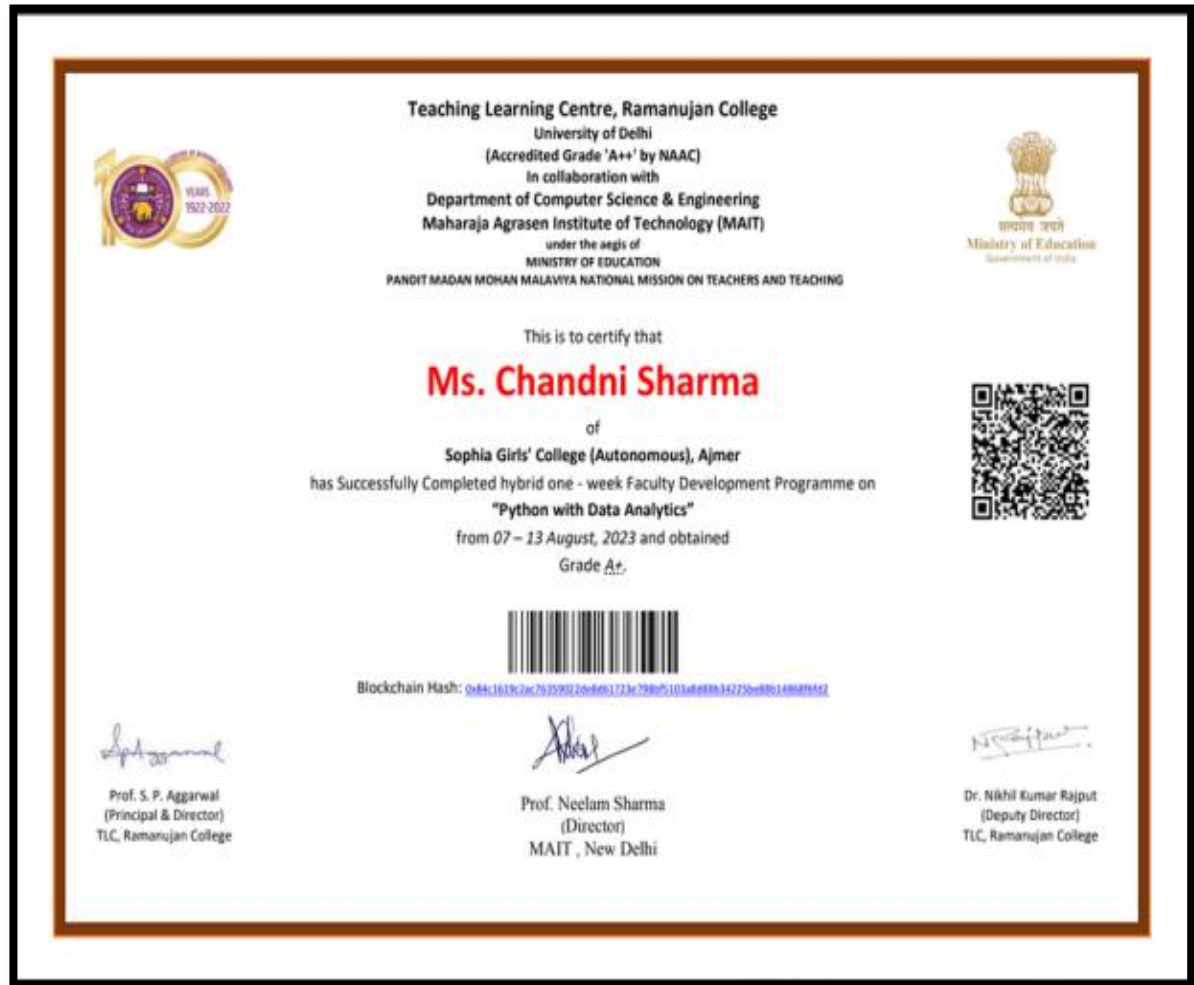 Teaching Learning Centre, Ramanujan College
University of Delhi
(Accredited Grade 'A++' by NAAC)
In collaboration with
Department of Computer Science & Engineering
Maharaja Agrasen Institute of Technology (MAIT)
under the aegis of
MINISTRY OF EDUCATION
PANDIT MADAN MOHAN MALAVIYA NATIONAL MISSION ON TEACHERS AND TEACHING
100
YEARS
1922-2022
सत्यमेव जयते
Ministry of Education
Government of India
This is to certify that
Ms. Chandni Sharma
of
Sophia Girls' College (Autonomous), Ajmer
has Successfully Completed hybrid one - week Faculty Development Programme on
"Python with Data Analytics"
from 07 – 13 August, 2023 and obtained
Grade A+.
Blockchain Hash:
Prof. S. P. Aggarwal
(Principal & Director)
TLC, Ramanujan College
Prof. Neelam Sharma
(Director)
MAIT , New Delhi
Dr. Nikhil Kumar Rajput
(Deputy Director)
TLC, Ramanujan College